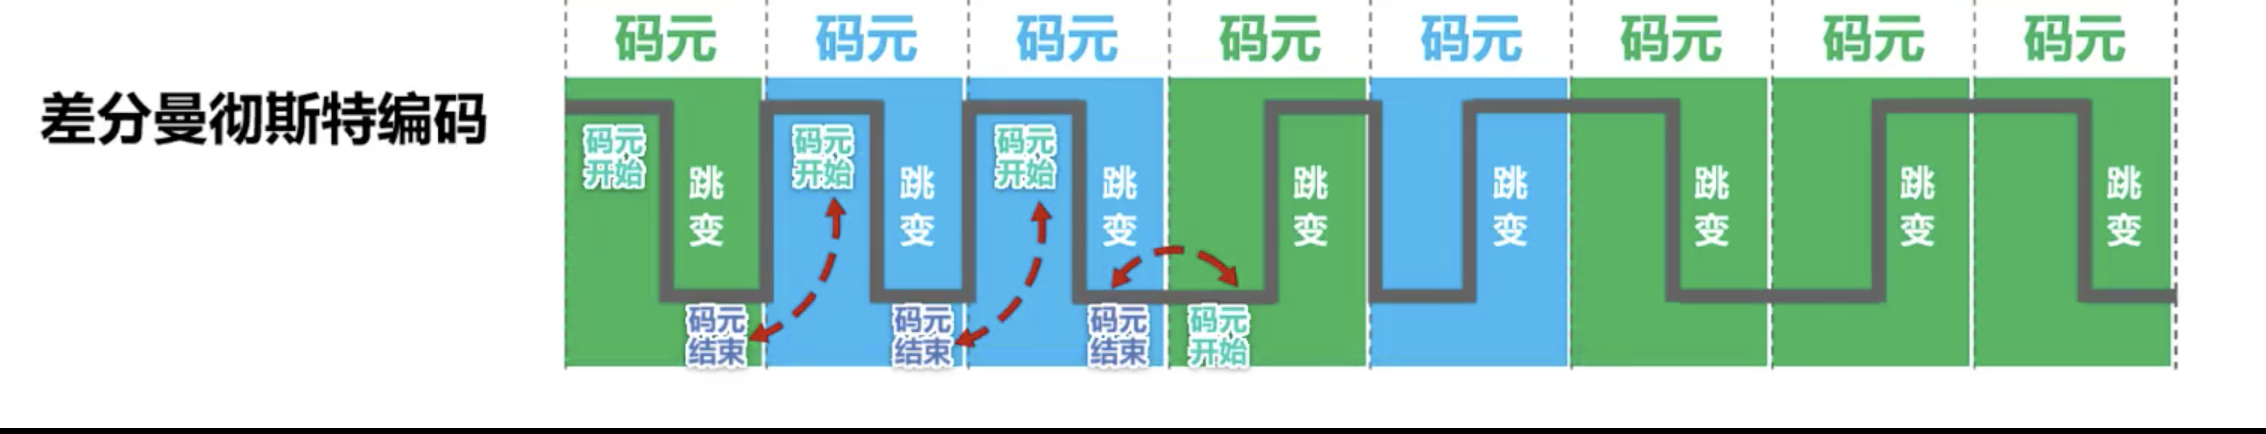 码元 码元 码元 码元 码元 码元 码元 码元
差分曼彻斯特编码
码元 码元 码元
开始 开始 开始
跳 跳 跳 跳 跳 跳 跳 跳
变 变 变 变 变 变 变 变
码元 码元 码元 码元
结束 结束 结束 开始